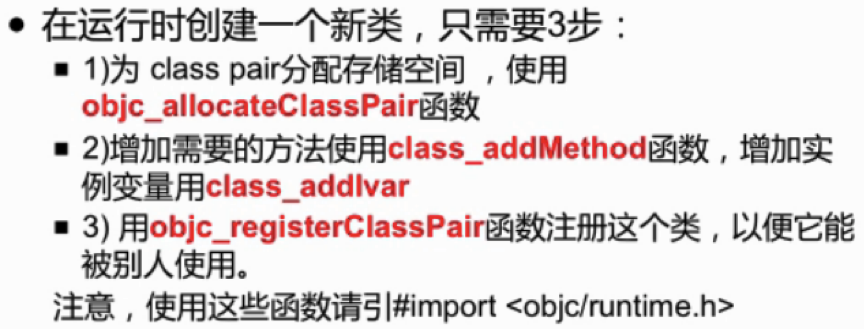 ● 在运行时创建一个新类，只需要3步：
■ 1)为 class pair分配存储空间 ，使用
objc_allocateClassPair函数
■ 2)增加需要的方法使用class_addMethod函数，增加实
例变量用class_addIvar
■ 3) 用objc_registerClassPair函数注册这个类，以便它能
被别人使用。
注意，使用这些函数请引#import <objc/runtime.h>